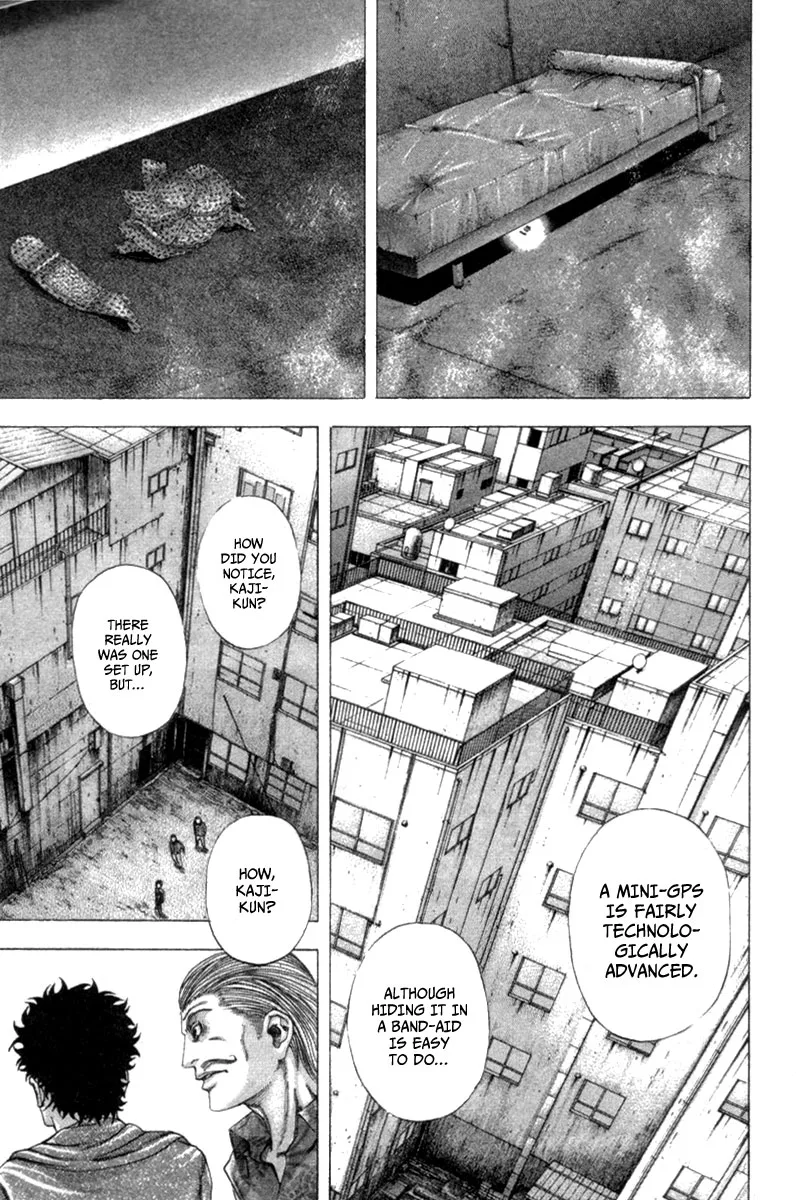 A MINI-GPS
IS FAIRLY
TECHNOLO-
GICALLY
ADVANCED.
ALTHOUGH
HIDING IT IN
A BAND-AID
IS EASY
TO DO...
HOW
DID YOU
NOTICE,
KAJI-
KUN?
THERE
REALLY
WAS ONE
SET UP,
BUT...
HOW,
KAJI-
KUN?